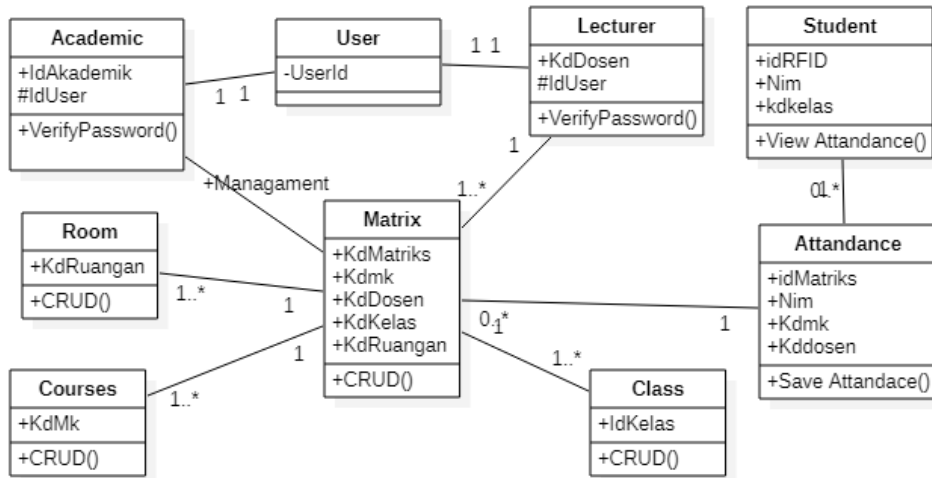 Academic
+IdAkademik
#IdUser
+VerifyPassword()
User
-UserId
Lecturer
+KdDosen
#IdUser
+VerifyPassword()
Student
+idRFID
+Nim
+kdkelas
+View Attandance()
1 1
1 1
+Managament
1
1..*
Room
+KdRuangan
+CRUD()
1..*
1
Matrix
+KdMatriks
+Kdmk
+KdDosen
+KdKelas
+KdRuangan
+CRUD()
Attandance
+idMatriks
+Nim
+Kdmk
+Kddosen
+Save Attandace()
0..*
1
1
Courses
+KdMk
+CRUD()
1..*
1
Class
+IdKelas
+CRUD()
1..*